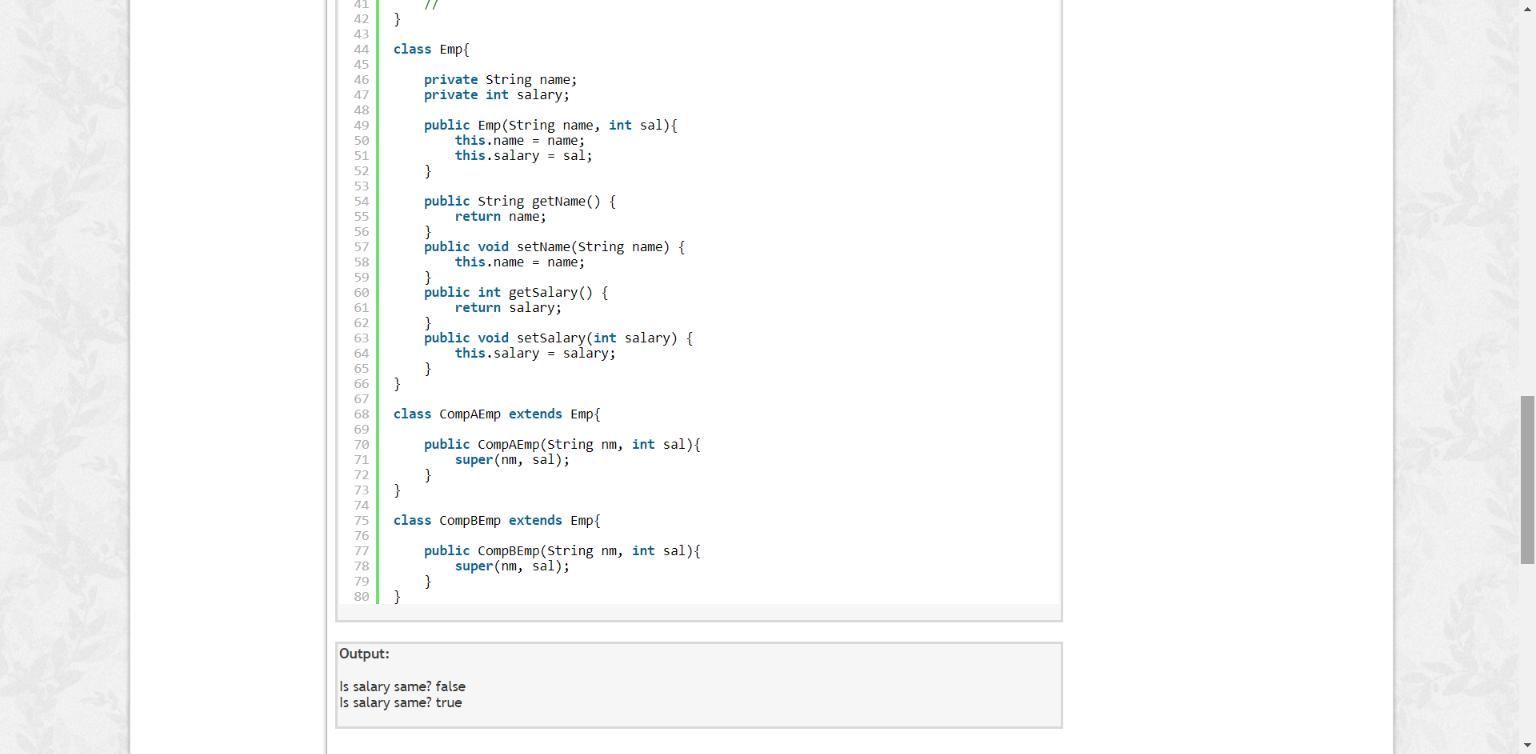 41 //
42 }
43
44 class Emp{
45
46 private String name;
47 private int salary;
48
49 public Emp(String name, int sal){
50 this.name = name;
51 this.salary = sal;
52 }
53
54 public String getName() {
55 return name;
56 }
57 public void setName(String name) {
58 this.name = name;
59 }
60 public int getSalary() {
61 return salary;
62 }
63 public void setSalary(int salary) {
64 this.salary = salary;
65 }
66 }
67
68 class CompAEmp extends Emp{
69
70 public CompAEmp(String nm, int sal){
71 super(nm, sal);
72 }
73 }
74
75 class CompBEmp extends Emp{
76
77 public CompBEmp(String nm, int sal){
78 super(nm, sal);
79 }
80 }
Output:
Is salary same? false
Is salary same? true